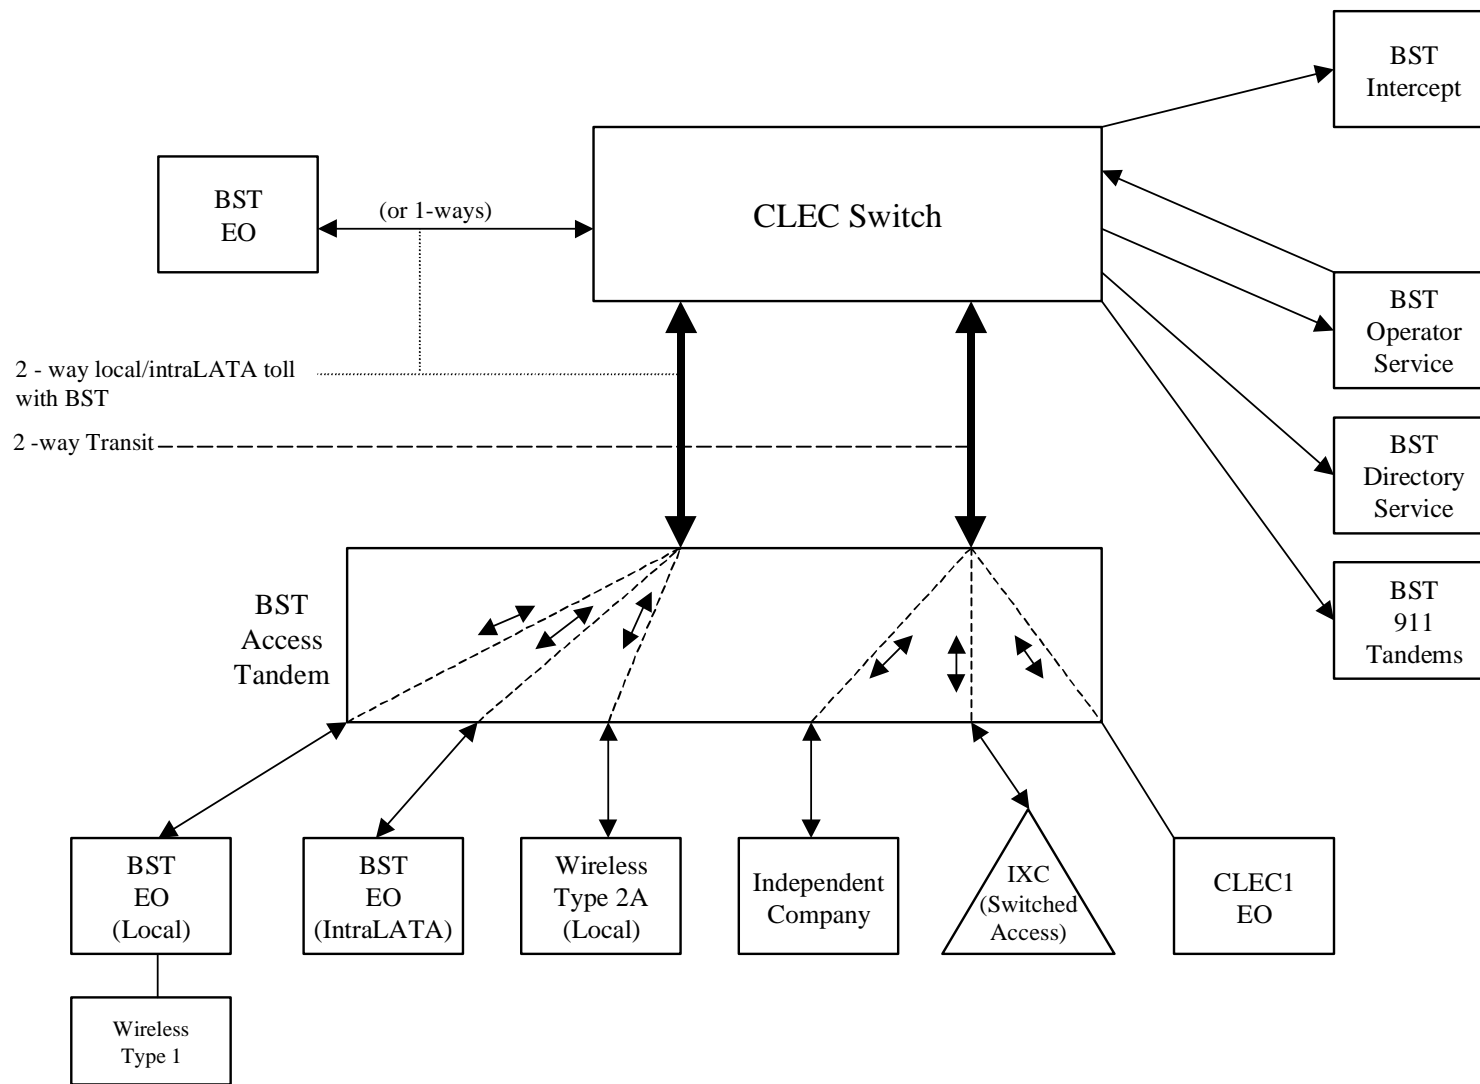 BST
Intercept
BST
EO
(or 1-ways)
CLEC Switch
BST
Operator
Service
2 - way local/intraLATA toll
with BST
2 -way Transit
BST
Directory
Service
BST
911
Tandems
BST
Access
Tandem
BST
EO
(Local)
BST
EO
(IntraLATA)
Wireless
Type 2A
(Local)
Independent
Company
IXC
(Switched
Access)
CLEC1
EO
Wireless
Type 1